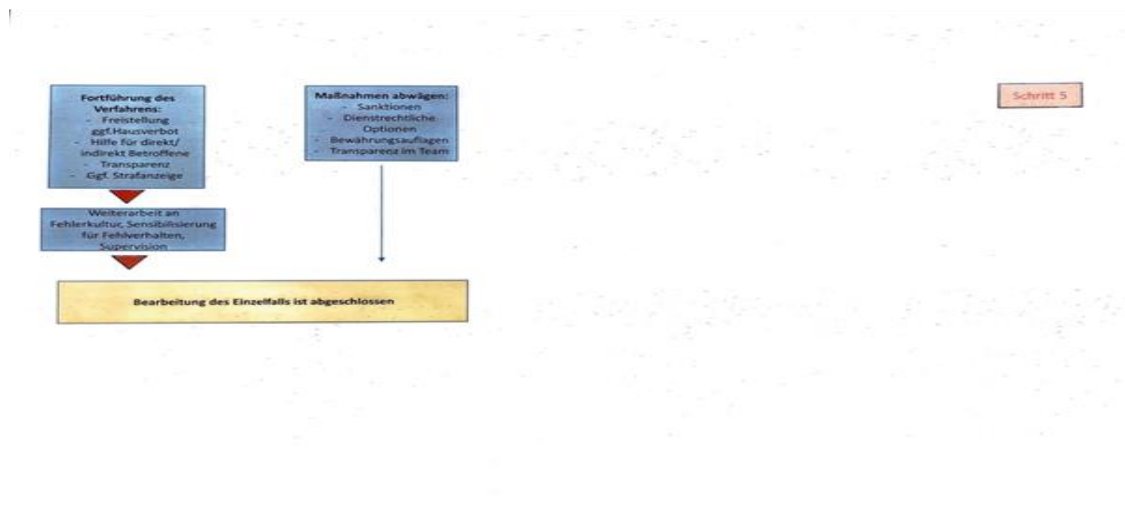 Fortführung des
Verfahrens:
- Freistellung
ggf.Hausverbot
- Hilfe für direkt/
indirekt Betroffene
- Transparenz
- Ggf. Strafanzeige
Maßnahmen abwägen:
- Sanktionen
- Dienstrechtliche
Optionen
- Bewährungsauflagen
- Transparenz im Team
Schritt 5
Weiterarbeit an
Fehlerkultur, Sensibilisierung
für Fehlverhalten,
Supervision
Bearbeitung des Einzelfalls ist abgeschlossen